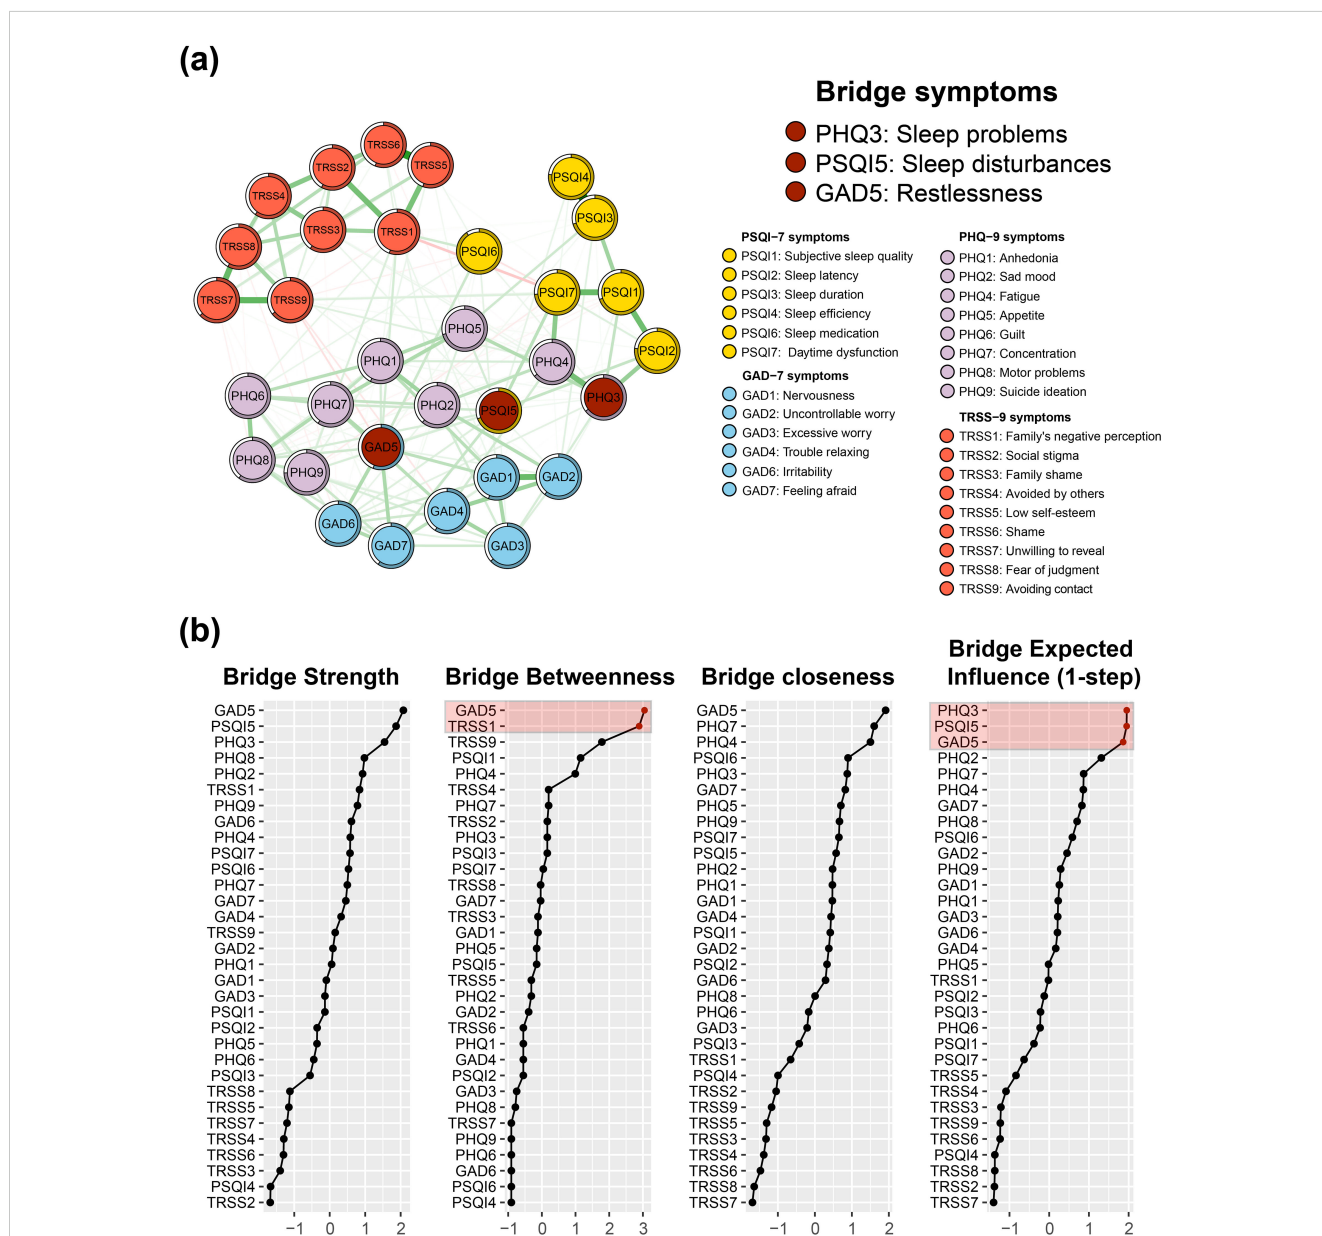 (a)
Bridge symptoms
PHQ3: Sleep problems
PSQI5: Sleep disturbances
GAD5: Restlessness
TRSS6
TRSS2
TRSS5
TRSS4
TRSS3
TRSS1
TRSS8
TRSS7
TRSS9
PSQI4
PSQI3
PSQI6
PSQI7
PSQI1
PSQI2
PHQ5
PHQ1
PHQ4
PHQ3
PHQ6
PHQ7
PHQ2
PSQI5
GAD5
PHQ8
PHQ9
GAD1
GAD2
GAD4
GAD6
GAD7
GAD3
PSQI−7 symptoms
PSQI1: Subjective sleep quality
PSQI2: Sleep latency
PSQI3: Sleep duration
PSQI4: Sleep efficiency
PSQI6: Sleep medication
PSQI7: Daytime dysfunction
GAD−7 symptoms
GAD1: Nervousness
GAD2: Uncontrollable worry
GAD3: Excessive worry
GAD4: Trouble relaxing
GAD6: Irritability
GAD7: Feeling afraid
PHQ−9 symptoms
PHQ1: Anhedonia
PHQ2: Sad mood
PHQ4: Fatigue
PHQ5: Appetite
PHQ6: Guilt
PHQ7: Concentration
PHQ8: Motor problems
PHQ9: Suicide ideation
TRSS−9 symptoms
TRSS1: Family's negative perception
TRSS2: Social stigma
TRSS3: Family shame
TRSS4: Avoided by others
TRSS5: Low self-esteem
TRSS6: Shame
TRSS7: Unwilling to reveal
TRSS8: Fear of judgment
TRSS9: Avoiding contact
(b)
Bridge Strength
GAD5
PSQI5
PHQ3
PHQ8
PHQ2
TRSS1
PHQ9
GAD6
PHQ4
PSQI7
PSQI6
PHQ7
GAD7
GAD4
TRSS9
GAD2
PHQ1
GAD1
GAD3
PSQI1
PSQI2
PHQ5
PHQ6
PSQI3
TRSS8
TRSS5
TRSS7
TRSS4
TRSS6
TRSS3
PSQI4
TRSS2
−1 0 1 2
Bridge Betweenness
GAD5
TRSS1
TRSS9
PSQI1
PHQ4
TRSS4
PHQ7
TRSS2
PHQ3
PSQI3
PSQI7
TRSS8
GAD7
TRSS3
GAD1
PHQ5
PSQI5
TRSS5
PHQ2
GAD2
TRSS6
PHQ1
GAD4
PSQI2
GAD3
PHQ8
TRSS7
PHQ9
PHQ6
GAD6
PSQI6
PSQI4
−1 0 1 2 3
Bridge closeness
GAD5
PHQ7
PHQ4
PSQI6
PHQ3
GAD7
PHQ5
PHQ9
PSQI7
PSQI5
PHQ2
PHQ1
GAD1
GAD4
PSQI1
GAD2
PSQI2
GAD6
PHQ8
PHQ6
GAD3
PSQI3
TRSS1
PSQI4
TRSS2
TRSS9
TRSS5
TRSS3
TRSS4
TRSS6
TRSS8
TRSS7
−1 0 1 2
Bridge Expected
Influence (1-step)
PHQ3
PSQI5
GAD5
PHQ2
PHQ7
PHQ4
GAD7
PHQ8
PSQI6
GAD2
PHQ9
GAD1
PHQ1
GAD3
GAD6
GAD4
PHQ5
TRSS1
PSQI2
PSQI3
PHQ6
PSQI1
PSQI7
TRSS5
TRSS4
TRSS3
TRSS9
TRSS6
PSQI4
TRSS8
TRSS2
TRSS7
−1 0 1 2